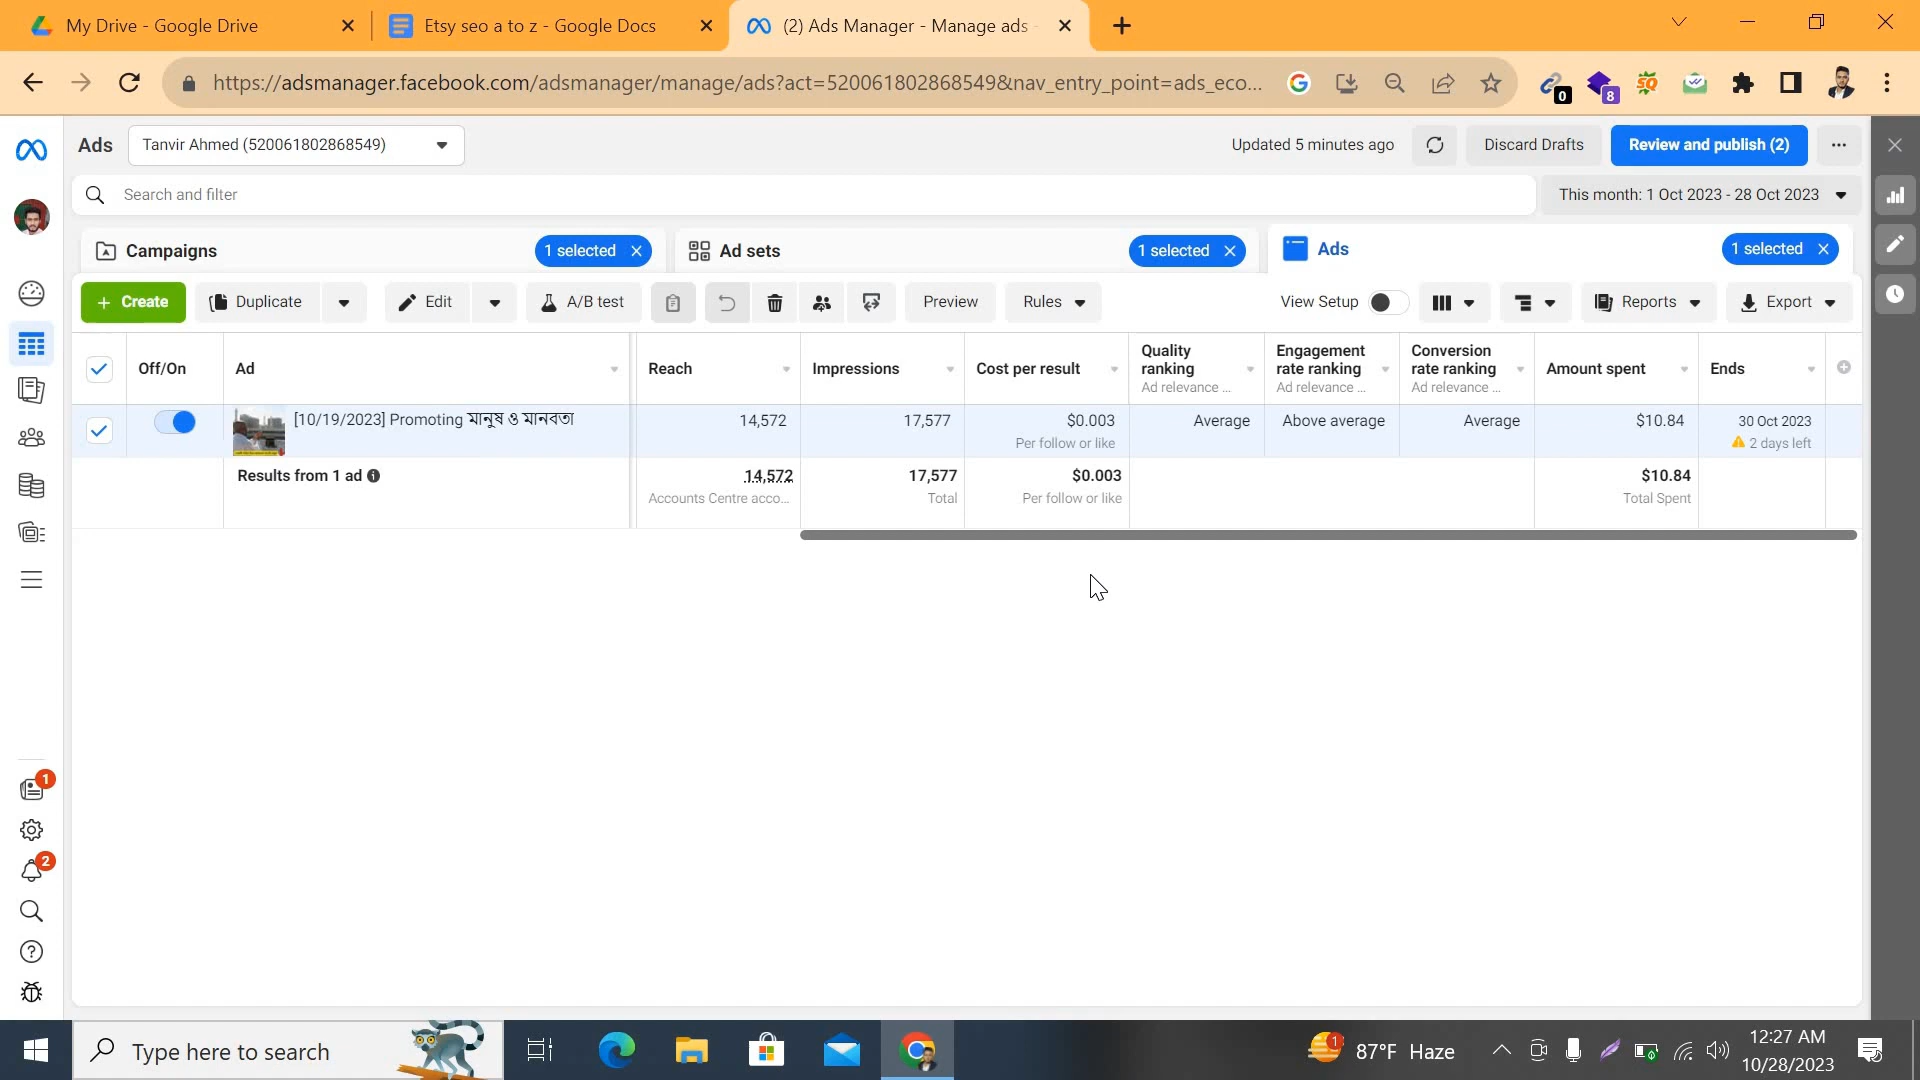 My Drive - Google Drive
Etsy seo a to z - Google Docs
(2) Ads Manager - Manage ads -
https://adsmanager.facebook.com/adsmanager/manage/ads?act=520061802868549&nav_entry_point=ads_eco...
0
8
Ads
Tanvir Ahmed (520061802868549)
Updated 5 minutes ago
Discard Drafts
Review and publish (2)
Search and filter
This month: 1 Oct 2023 - 28 Oct 2023
Campaigns
1 selected
Ad sets
1 selected
Ads
1 selected
+ Create
Duplicate
Edit
A/B test
Preview
Rules
View Setup
Reports
Export
Off/On
Ad
Reach
Impressions
Cost per result
Quality
ranking
Ad relevance ...
Engagement
rate ranking
Ad relevance ...
Conversion
rate ranking
Ad relevance ...
Amount spent
Ends
[10/19/2023] Promoting মানুষ ও মানবতা
14,572
17,577
$0.003
Per follow or like
Average
Above average
Average
$10.84
30 Oct 2023
2 days left
Results from 1 ad
14,572
Accounts Centre acco...
17,577
Total
$0.003
Per follow or like
$10.84
Total Spent
1
2
Type here to search
1
87°F Haze
12:27 AM
10/28/2023